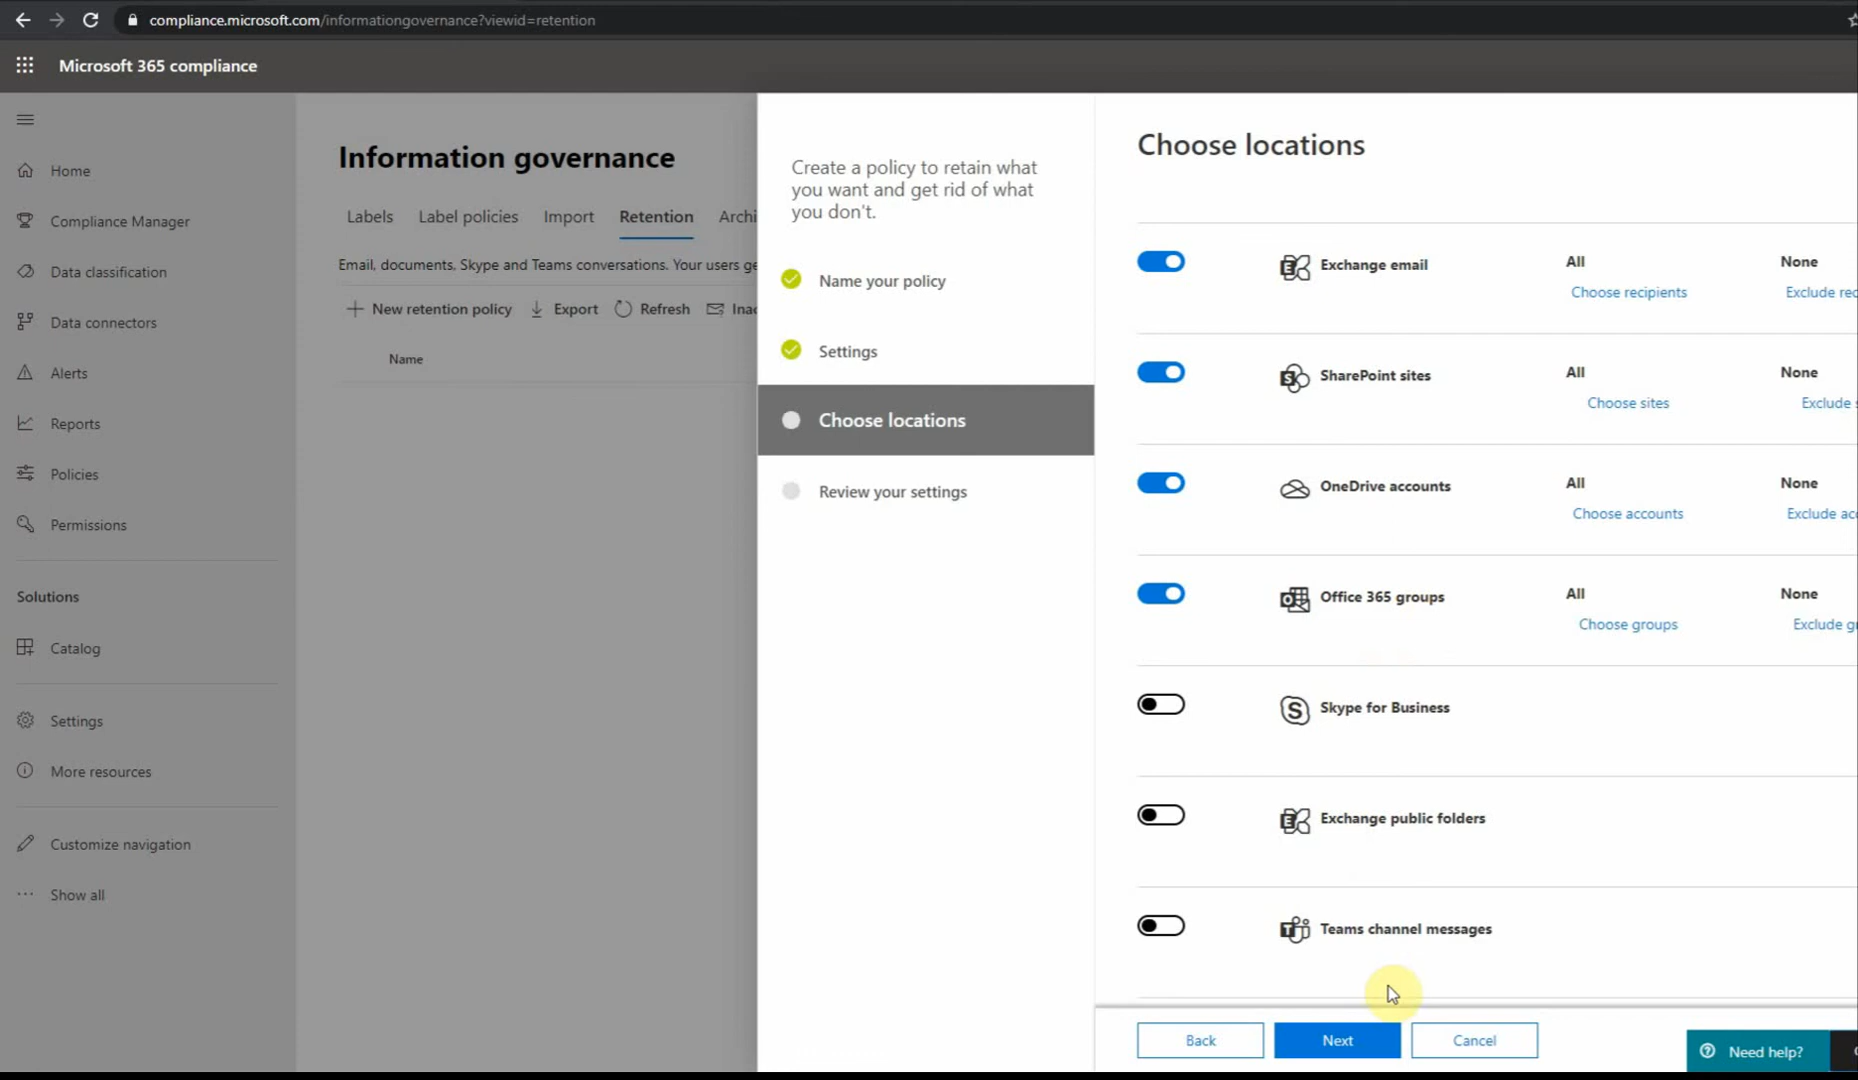 compliance.microsoft.com/informationgovernance?viewid=retention
Microsoft 365 compliance
Home
Compliance Manager
Data classification
Data connectors
Alerts
Reports
Policies
Permissions
Solutions
Catalog
Settings
More resources
Customize navigation
Show all
Information governance
Labels Label policies Import Retention Archi
Email, documents, Skype and Teams conversations. Your users ge
New retention policy Export Refresh Inac
Name
Create a policy to retain what
you want and get rid of what
you don't.
Name your policy
Settings
Choose locations
Review your settings
Choose locations
Exchange email All None
Choose recipients Exclude rec
SharePoint sites All None
Choose sites Exclude s
OneDrive accounts All None
Choose accounts Exclude acc
Office 365 groups All None
Choose groups Exclude gr
Skype for Business
Exchange public folders
Teams channel messages
Back Next Cancel
Need help?